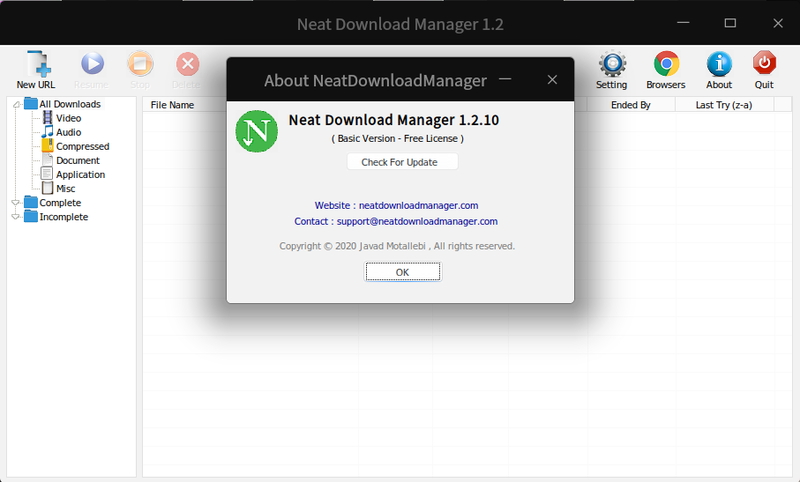 Neat Download Manager 1.2
New URL
Resume
Stop
Delete
Setting
Browsers
About
Quit
All Downloads
Video
Audio
Compressed
Document
Application
Misc
Complete
Incomplete
File Name
Ended By
Last Try (z-a)
About NeatDownloadManager
N
Neat Download Manager 1.2.10
( Basic Version - Free License )
Check For Update
Website : neatdownloadmanager.com
Contact : support@neatdownloadmanager.com
Copyright © 2020 Javad Motallebi , All rights reserved.
OK